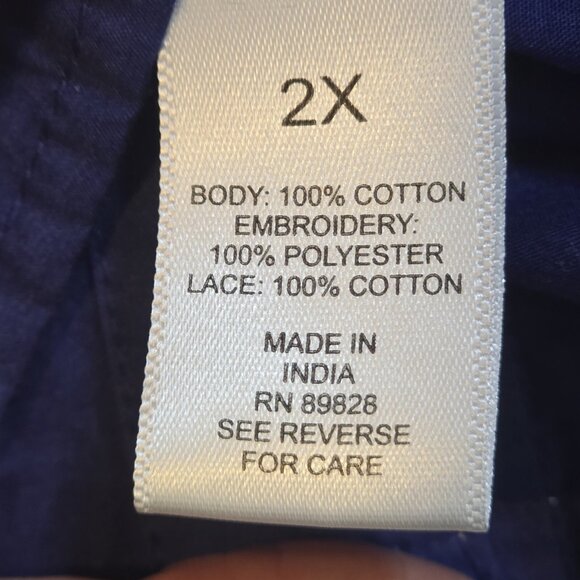 2X
BODY: 100% COTTON
EMBROIDERY:
100% POLYESTER
LACE: 100% COTTON
MADE IN
INDIA
RN 89828
SEE REVERSE
FOR CARE